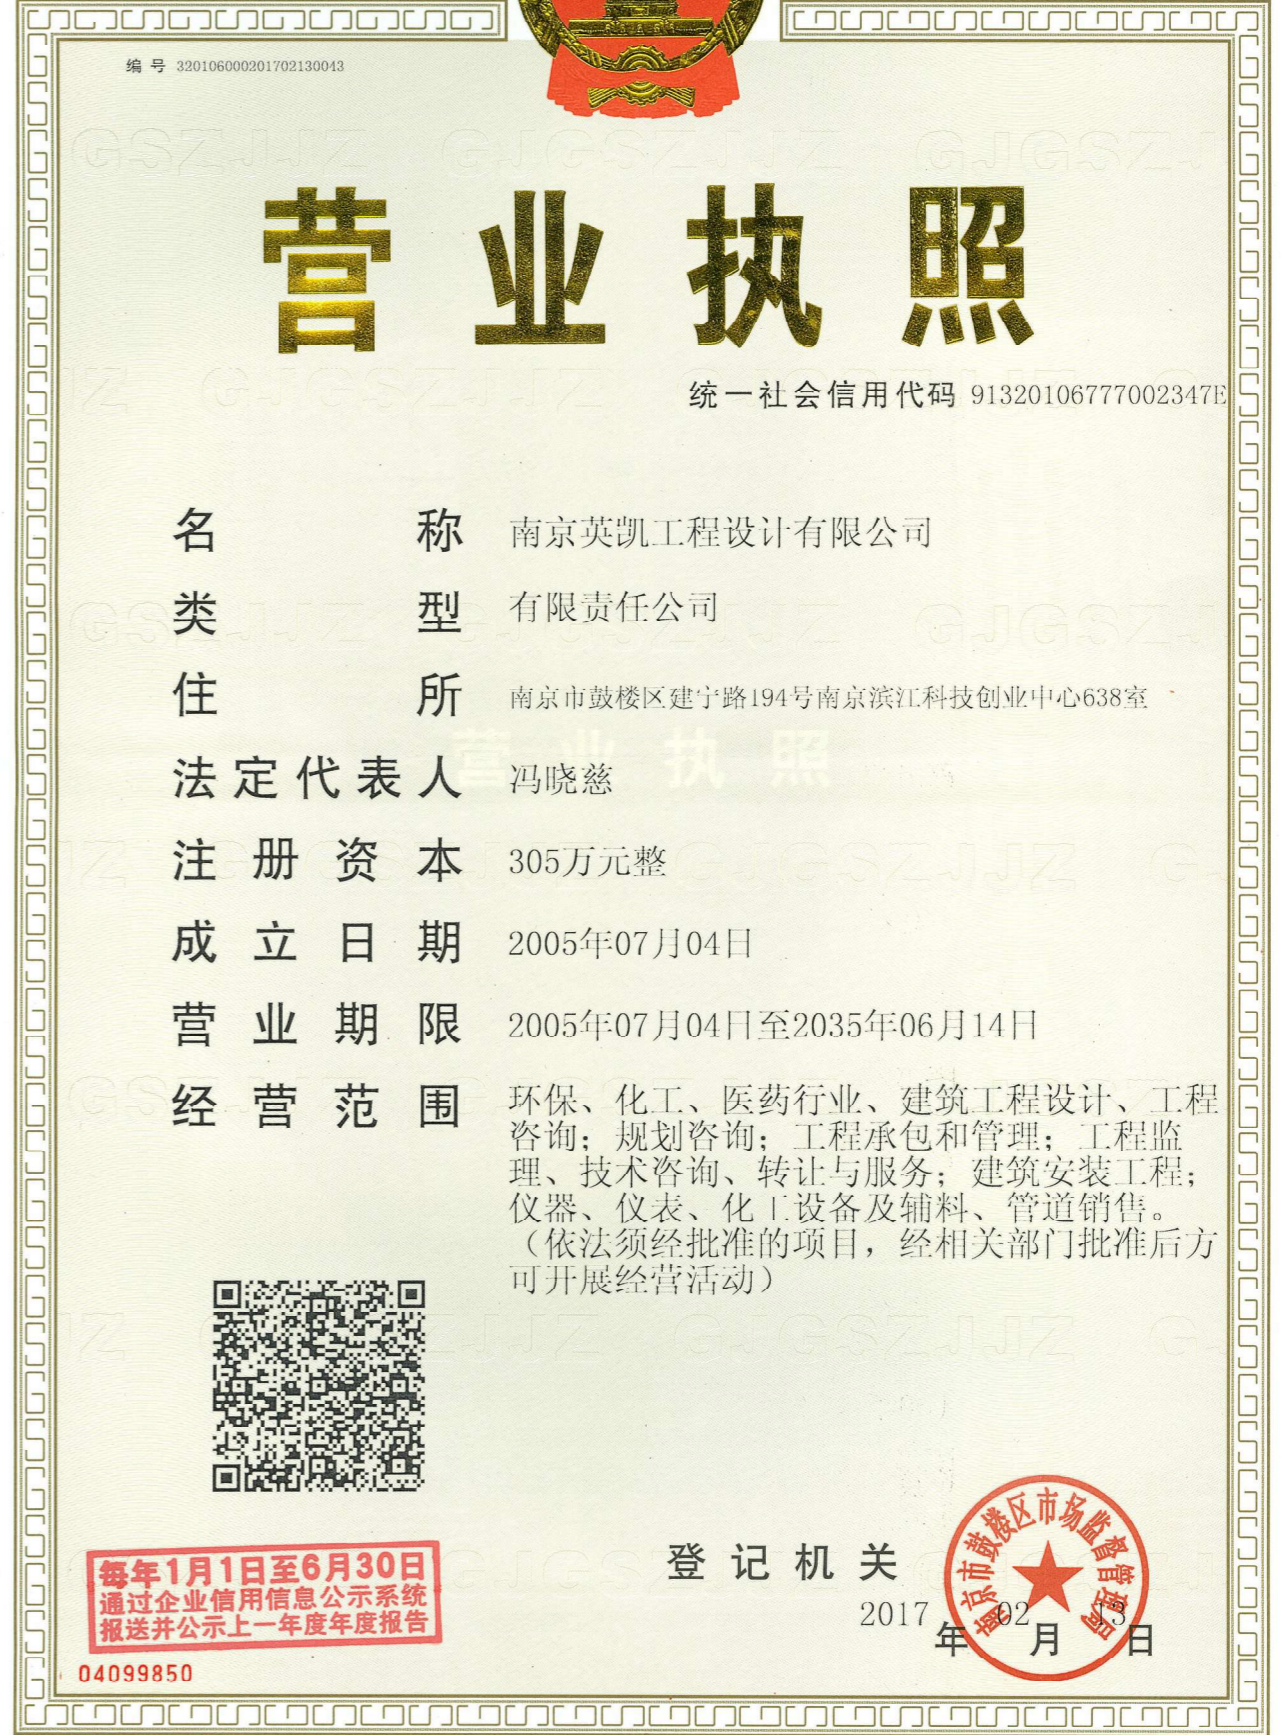 编号 320106000201702130043
营业执照
统一社会信用代码 91320106777002347E
名称 南京英凯工程设计有限公司
类型 有限责任公司
住所 南京市鼓楼区建宁路194号南京滨江科技创业中心638室
法定代表人 冯晓慈
注册资本 305万元整
成立日期 2005年07月04日
营业期限 2005年07月04日至2035年06月14日
经营范围 环保、化工、医药行业、建筑工程设计、工程
咨询；规划咨询；工程承包和管理；工程监
理、技术咨询、转让与服务；建筑安装工程；
仪器、仪表、化工设备及辅料、管道销售。
（依法须经批准的项目，经相关部门批准后方
可开展经营活动）
登记机关
南京市鼓楼区市场监督管理局
2017年02月13日
每年1月1日至6月30日
通过企业信用信息公示系统
报送并公示上一年度年度报告
04099850